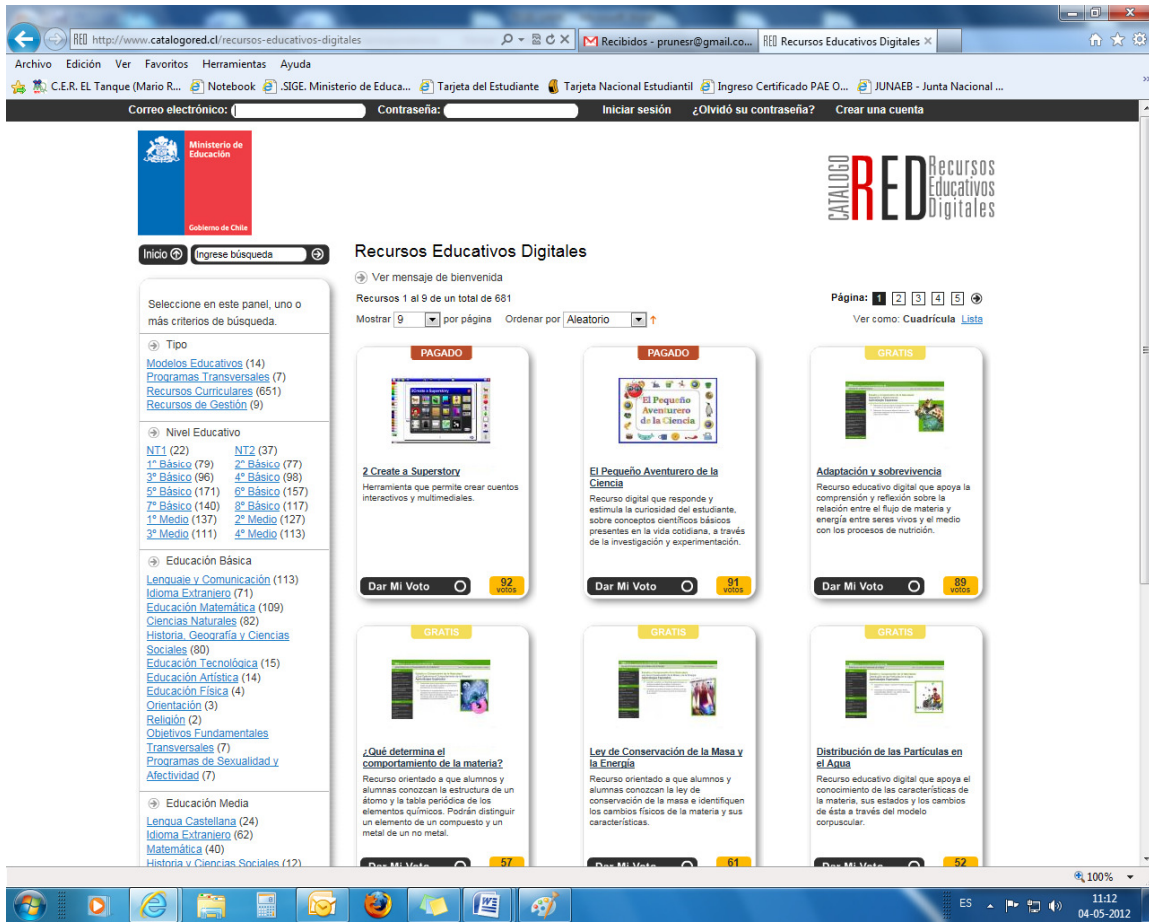 http://www.catalogored.cl/recursos-educativos-digitales
Recibidos - prunesr@gmail.co...
Recursos Educativos Digitales
Archivo Edición Ver Favoritos Herramientas Ayuda
C.E.R. EL Tanque (Mario R... Notebook .SIGE. Ministerio de Educa... Tarjeta del Estudiante Tarjeta Nacional Estudiantil Ingreso Certificado PAE O... JUNAEB - Junta Nacional ...
Correo electrónico: Contraseña: Iniciar sesión ¿Olvidó su contraseña? Crear una cuenta
Ministerio de
Educación
Gobierno de Chile
CATALOGO
RED
Recursos
Educativos
Digitales
Inicio Ingrese búsqueda
Seleccione en este panel, uno o
más criterios de búsqueda.
Tipo
Modelos Educativos (14)
Programas Transversales (7)
Recursos Curriculares (651)
Recursos de Gestión (9)
Nivel Educativo
NT1 (22) NT2 (37)
1º Básico (79) 2º Básico (77)
3º Básico (96) 4º Básico (98)
5º Básico (171) 6º Básico (157)
7º Básico (140) 8º Básico (117)
1º Medio (137) 2º Medio (127)
3º Medio (111) 4º Medio (113)
Educación Básica
Lenguaje y Comunicación (113)
Idioma Extranjero (71)
Educación Matemática (109)
Ciencias Naturales (82)
Historia, Geografía y Ciencias
Sociales (80)
Educación Tecnológica (15)
Educación Artística (14)
Educación Física (4)
Orientación (3)
Religión (2)
Objetivos Fundamentales
Transversales (7)
Programas de Sexualidad y
Afectividad (7)
Educación Media
Lengua Castellana (24)
Idioma Extranjero (62)
Matemática (40)
Historia y Ciencias Sociales (12)
Recursos Educativos Digitales
Ver mensaje de bienvenida
Recursos 1 al 9 de un total de 681
Página: 1 2 3 4 5
Mostrar 9 por página Ordenar por Aleatorio
Ver como: Cuadrícula Lista
PAGADO
2 Create a Superstory
Herramienta que permite crear cuentos
interactivos y multimediales.
Dar Mi Voto 92 votos
PAGADO
El Pequeño
Aventurero
de la Ciencia
El Pequeño Aventurero de la
Ciencia
Recurso digital que responde y
estimula la curiosidad del estudiante,
sobre conceptos científicos básicos
presentes en la vida cotidiana, a través
de la investigación y experimentación.
Dar Mi Voto 91 votos
GRATIS
Adaptación y sobrevivencia
Recurso educativo digital que apoya la
comprensión y reflexión sobre la
relación entre el flujo de materia y
energía entre seres vivos y el medio
con los procesos de nutrición.
Dar Mi Voto 89 votos
GRATIS
¿Qué determina el
comportamiento de la materia?
Recurso orientado a que alumnos y
alumnas conozcan la estructura de un
átomo y la tabla periódica de los
elementos químicos. Podrán distinguir
un elemento de un compuesto y un
metal de un no metal.
Dar Mi Voto 57
GRATIS
Ley de Conservación de la Masa y
la Energía
Recurso orientado a que alumnos y
alumnas conozcan la ley de
conservación de la masa e identifiquen
los cambios físicos de la materia y sus
características.
Dar Mi Voto 61
GRATIS
Distribución de las Partículas en
el Agua
Recurso educativo digital que apoya el
conocimiento de las características de
la materia, sus estados y los cambios
de ésta a través del modelo
corpuscular.
Dar Mi Voto 52
100%
ES
11:12
04-05-2012